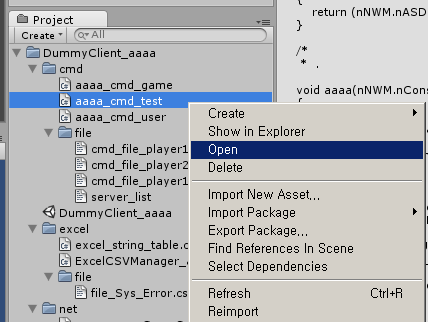 Project
Create
All
DummyClient_aaaa
cmd
aaaa_cmd_game
aaaa_cmd_test
aaaa_cmd_user
file
cmd_file_player1
cmd_file_player2
cmd_file_player1
server_list
DummyClient_aaaa
excel
excel_string_table.c
ExcelCSVManager_
file
file_Sys_Error.cs
net
return (nNWM.nASD
}
/*
* .
void aaaa(nNWM.nCons
Create
Show in Explorer
Open
Delete
Import New Asset...
Import Package
Export Package...
Find References In Scene
Select Dependencies
Refresh Ctrl+R
Reimport